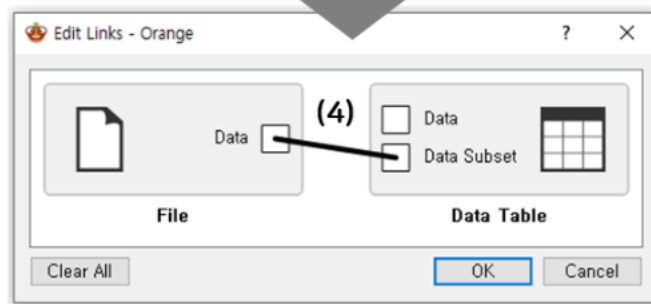 Edit Links - Orange
?
Data
(4)
Data
Data Subset
File
Data Table
Clear All
OK
Cancel